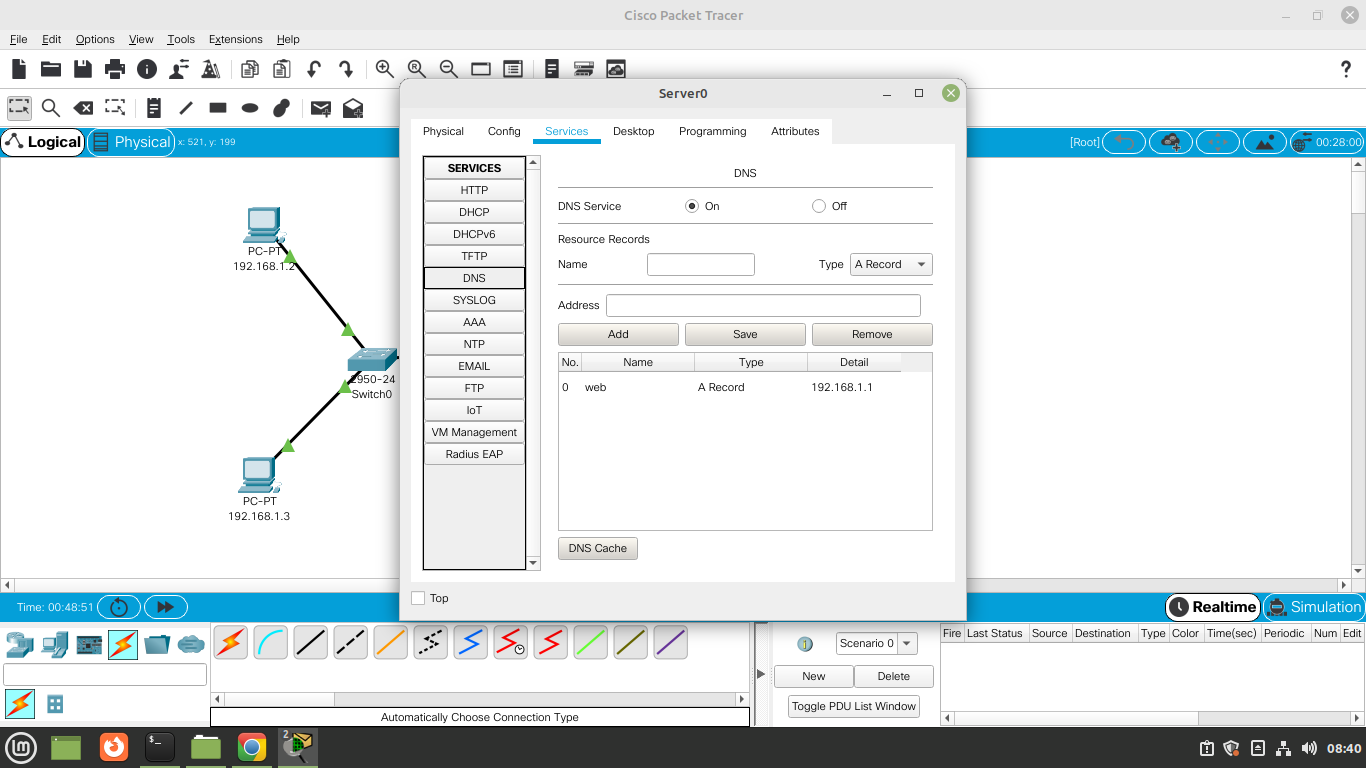 Cisco Packet Tracer
File Edit Options View Tools Extensions Help
?
Server0
Physical Config Services Desktop Programming Attributes
Logical Physical x: 521, y: 199
[Root] 00:28:00
SERVICES
HTTP
DHCP
DHCPv6
TFTP
DNS
SYSLOG
AAA
NTP
EMAIL
FTP
IoT
VM Management
Radius EAP
DNS
DNS Service On Off
Resource Records
Name Type A Record
Address
Add Save Remove
No. Name Type Detail
0 web A Record 192.168.1.1
DNS Cache
Top
PC-PT
192.168.1.2
2950-24
Switch0
PC-PT
192.168.1.3
Time: 00:48:51
Realtime Simulation
Automatically Choose Connection Type
1 Scenario 0
New Delete
Toggle PDU List Window
Fire Last Status Source Destination Type Color Time(sec) Periodic Num Edit
2
08:40